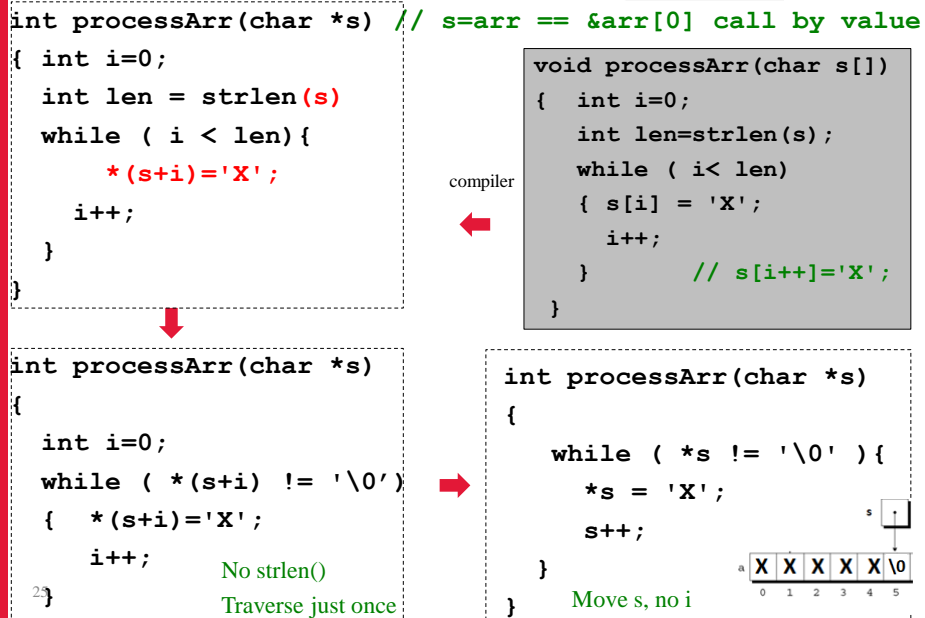 int processArr(char *s) // s=arr == &arr[0] call by value
{ int i=0;
int len = strlen(s)
while ( i < len){
*(s+i)='X';
i++;
}
}
compiler
void processArr(char s[])
{ int i=0;
int len=strlen(s);
while ( i< len)
{ s[i] = 'X';
i++;
} // s[i++]='X';
}
int processArr(char *s)
{
int i=0;
while ( *(s+i) != '\0')
{ *(s+i)='X';
i++;
}
No strlen()
Traverse just once
int processArr(char *s)
{
while ( *s != '\0' ){
*s = 'X';
s++;
}
}
Move s, no i
s
a X X X X X \0
0 1 2 3 4 5